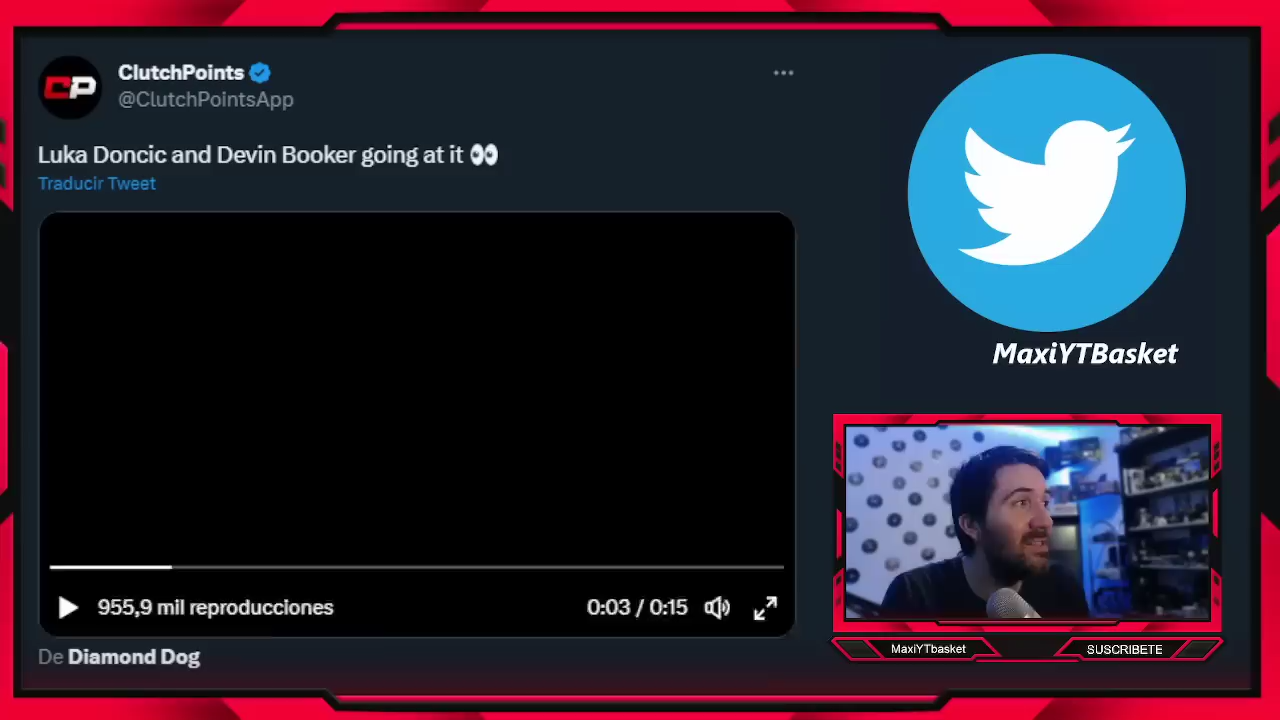 CP
ClutchPoints
@ClutchPointsApp
Luka Doncic and Devin Booker going at it 👀
Traducir Tweet
955,9 mil reproducciones
0:03 / 0:15
De Diamond Dog
MaxiYTBasket
MaxiYTbasket
SUSCRIBETE